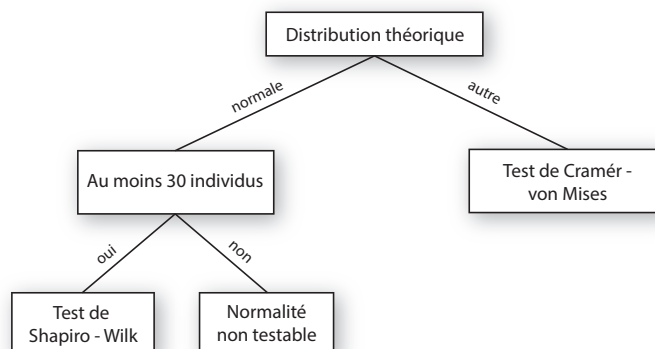 Distribution théorique
normale
autre
Au moins 30 individus
Test de Cramér -
von Mises
oui
non
Test de
Shapiro - Wilk
Normalité
non testable